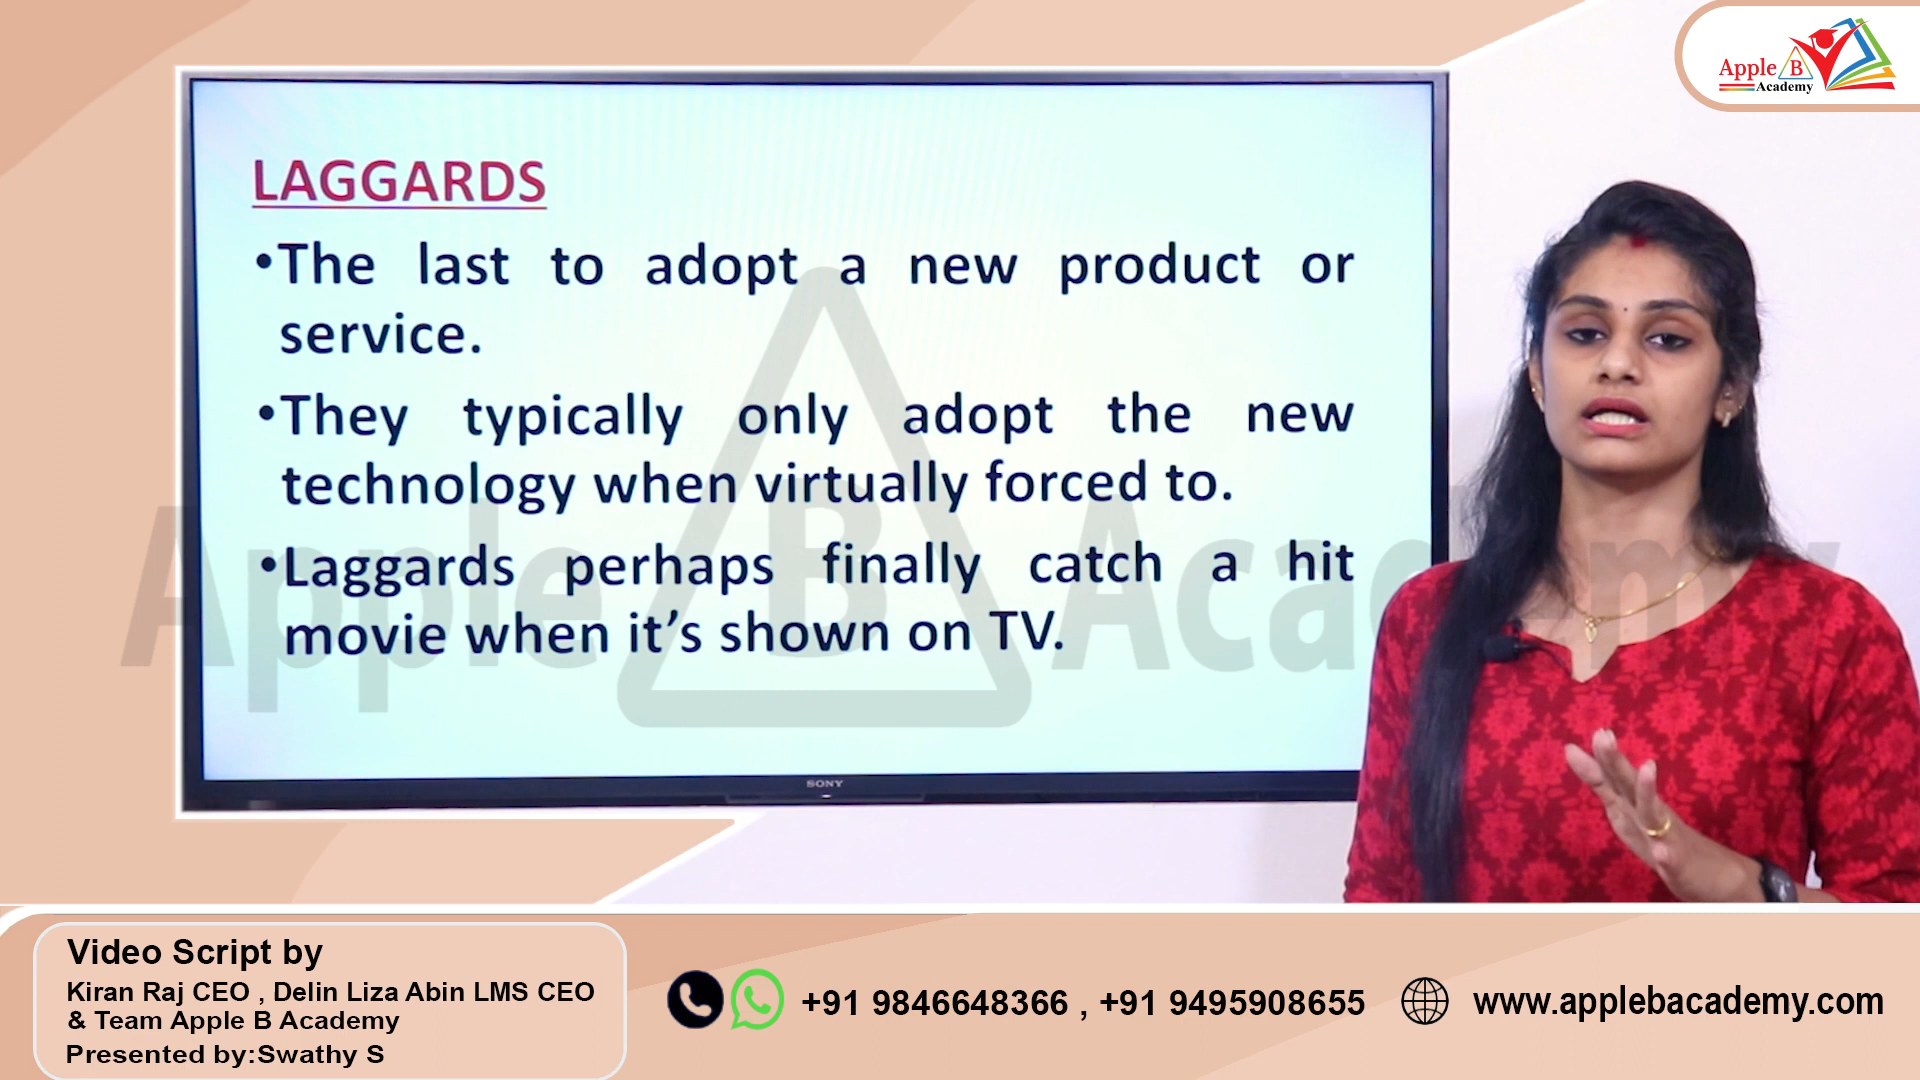 Apple B
Academy
LAGGARDS
•The last to adopt a new product or
service.
•They typically only adopt the new
technology when virtually forced to.
•Laggards perhaps finally catch a hit
movie when it's shown on TV.
Apple B Academy
SONY
Video Script by
Kiran Raj CEO , Delin Liza Abin LMS CEO
& Team Apple B Academy
Presented by:Swathy S
+91 9846648366 , +91 9495908655
www.applebacademy.com